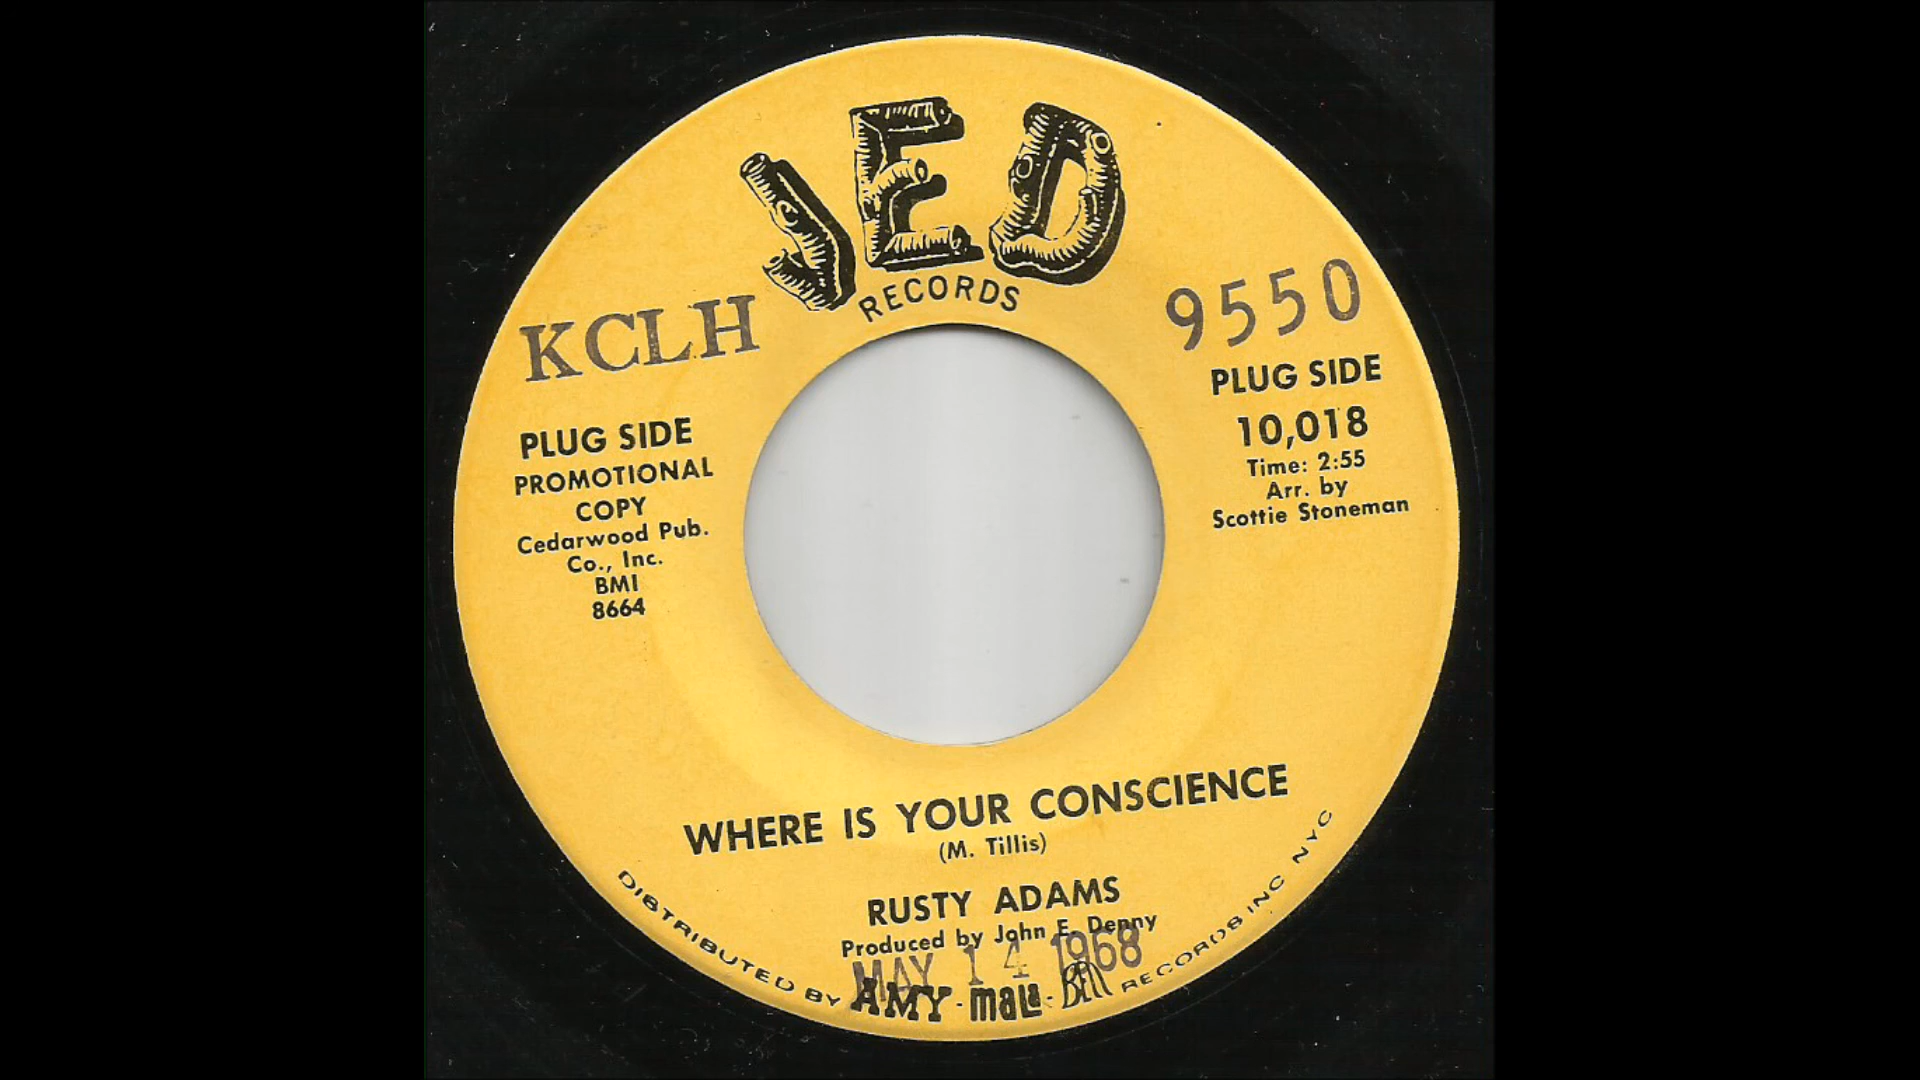 JED
RECORDS
KCLH
9550
PLUG SIDE
PROMOTIONAL
COPY
Cedarwood Pub.
Co., Inc.
BMI
8664
PLUG SIDE
10,018
Time: 2:55
Arr. by
Scottie Stoneman
WHERE IS YOUR CONSCIENCE
(M. Tillis)
RUSTY ADAMS
Produced by John E. Denny
MAY 14 1968
DISTRIBUTED BY AMY-mala-Bell RECORDS INC NYC